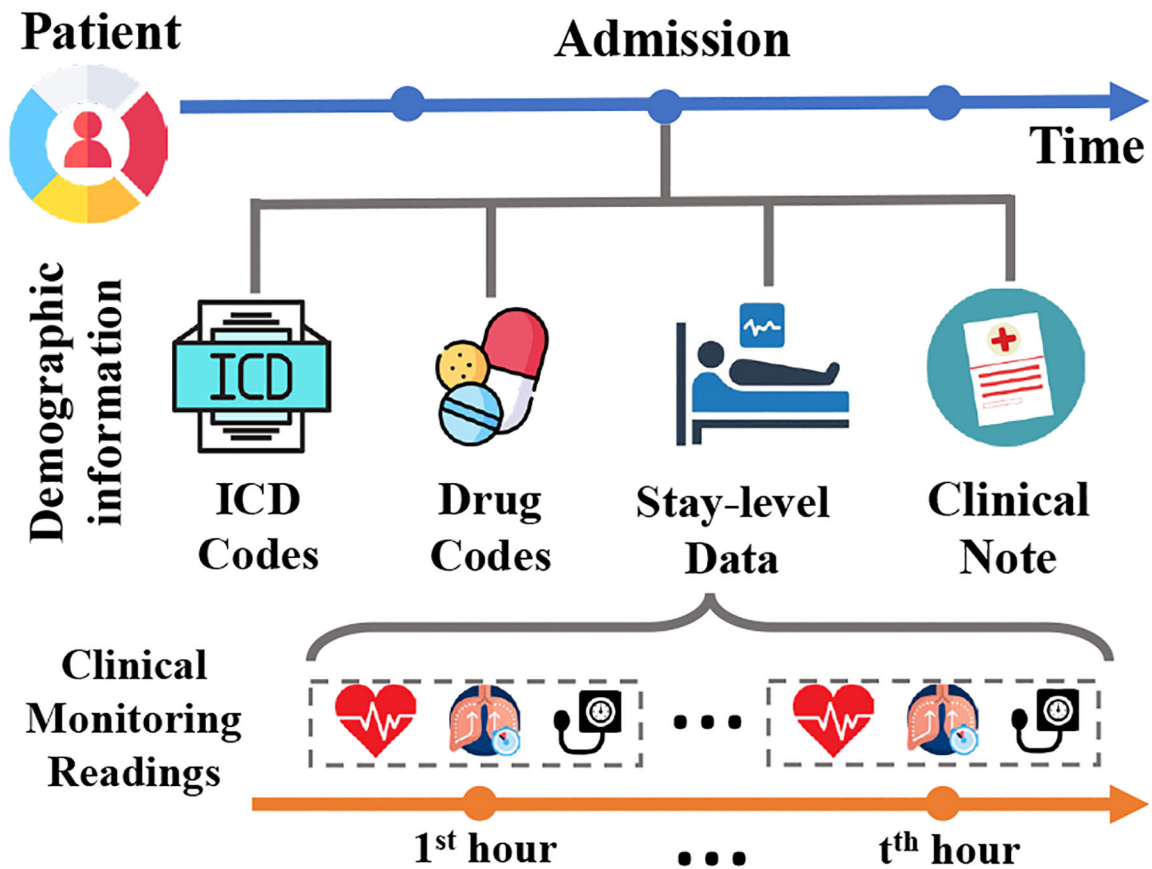 Patient
Admission
Time
Demographic
information
ICD
ICD
Codes
Drug
Codes
Stay-level
Data
Clinical
Note
Clinical
Monitoring
Readings
1st hour
...
tth hour